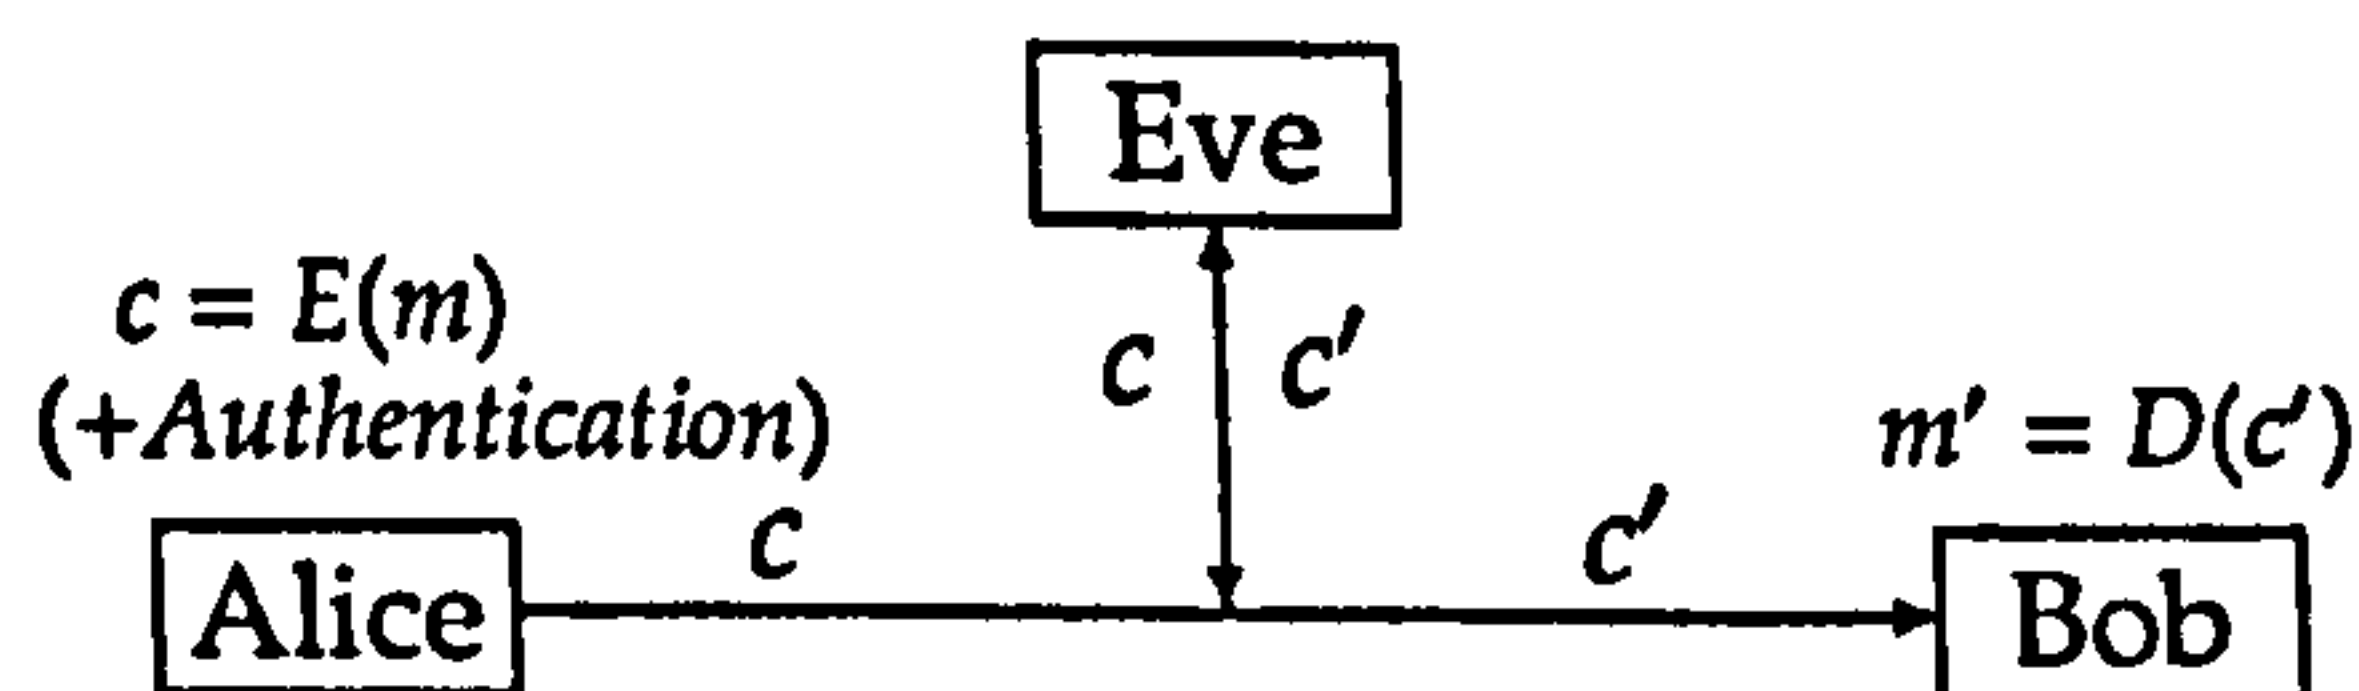 Eve
c = E(m)
(+Authentication)
c c′
m′ = D(c′)
c c′
Alice
Bob